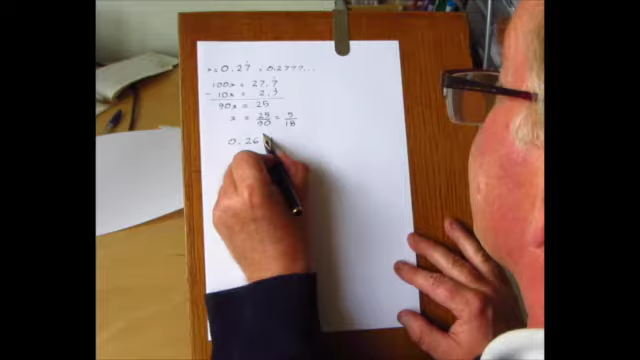 x = 0.27̇ = 0.2777...
100x = 27.7̇
- 10x = 2.7̇
90x = 25
x = 25/90 = 5/18
0.26